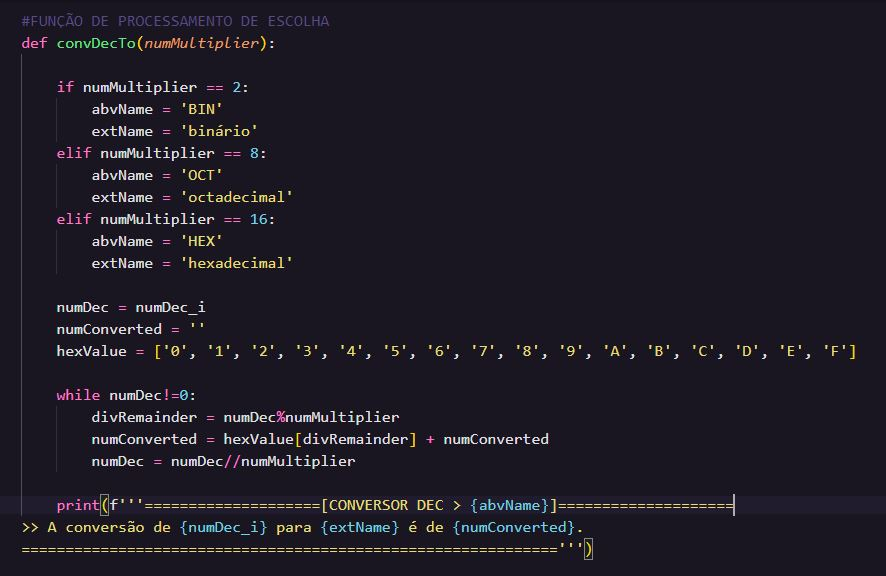 #FUNÇÃO DE PROCESSAMENTO DE ESCOLHA
def convDecTo(numMultiplier):
if numMultiplier == 2:
abvName = 'BIN'
extName = 'binário'
elif numMultiplier == 8:
abvName = 'OCT'
extName = 'octadecimal'
elif numMultiplier == 16:
abvName = 'HEX'
extName = 'hexadecimal'
numDec = numDec_i
numConverted = ''
hexValue = ['0', '1', '2', '3', '4', '5', '6', '7', '8', '9', 'A', 'B', 'C', 'D', 'E', 'F']
while numDec!=0:
divRemainder = numDec%numMultiplier
numConverted = hexValue[divRemainder] + numConverted
numDec = numDec//numMultiplier
print(f'''====================[CONVERSOR DEC > {abvName}]====================
>> A conversão de {numDec_i} para {extName} é de {numConverted}.
=============================================================''')